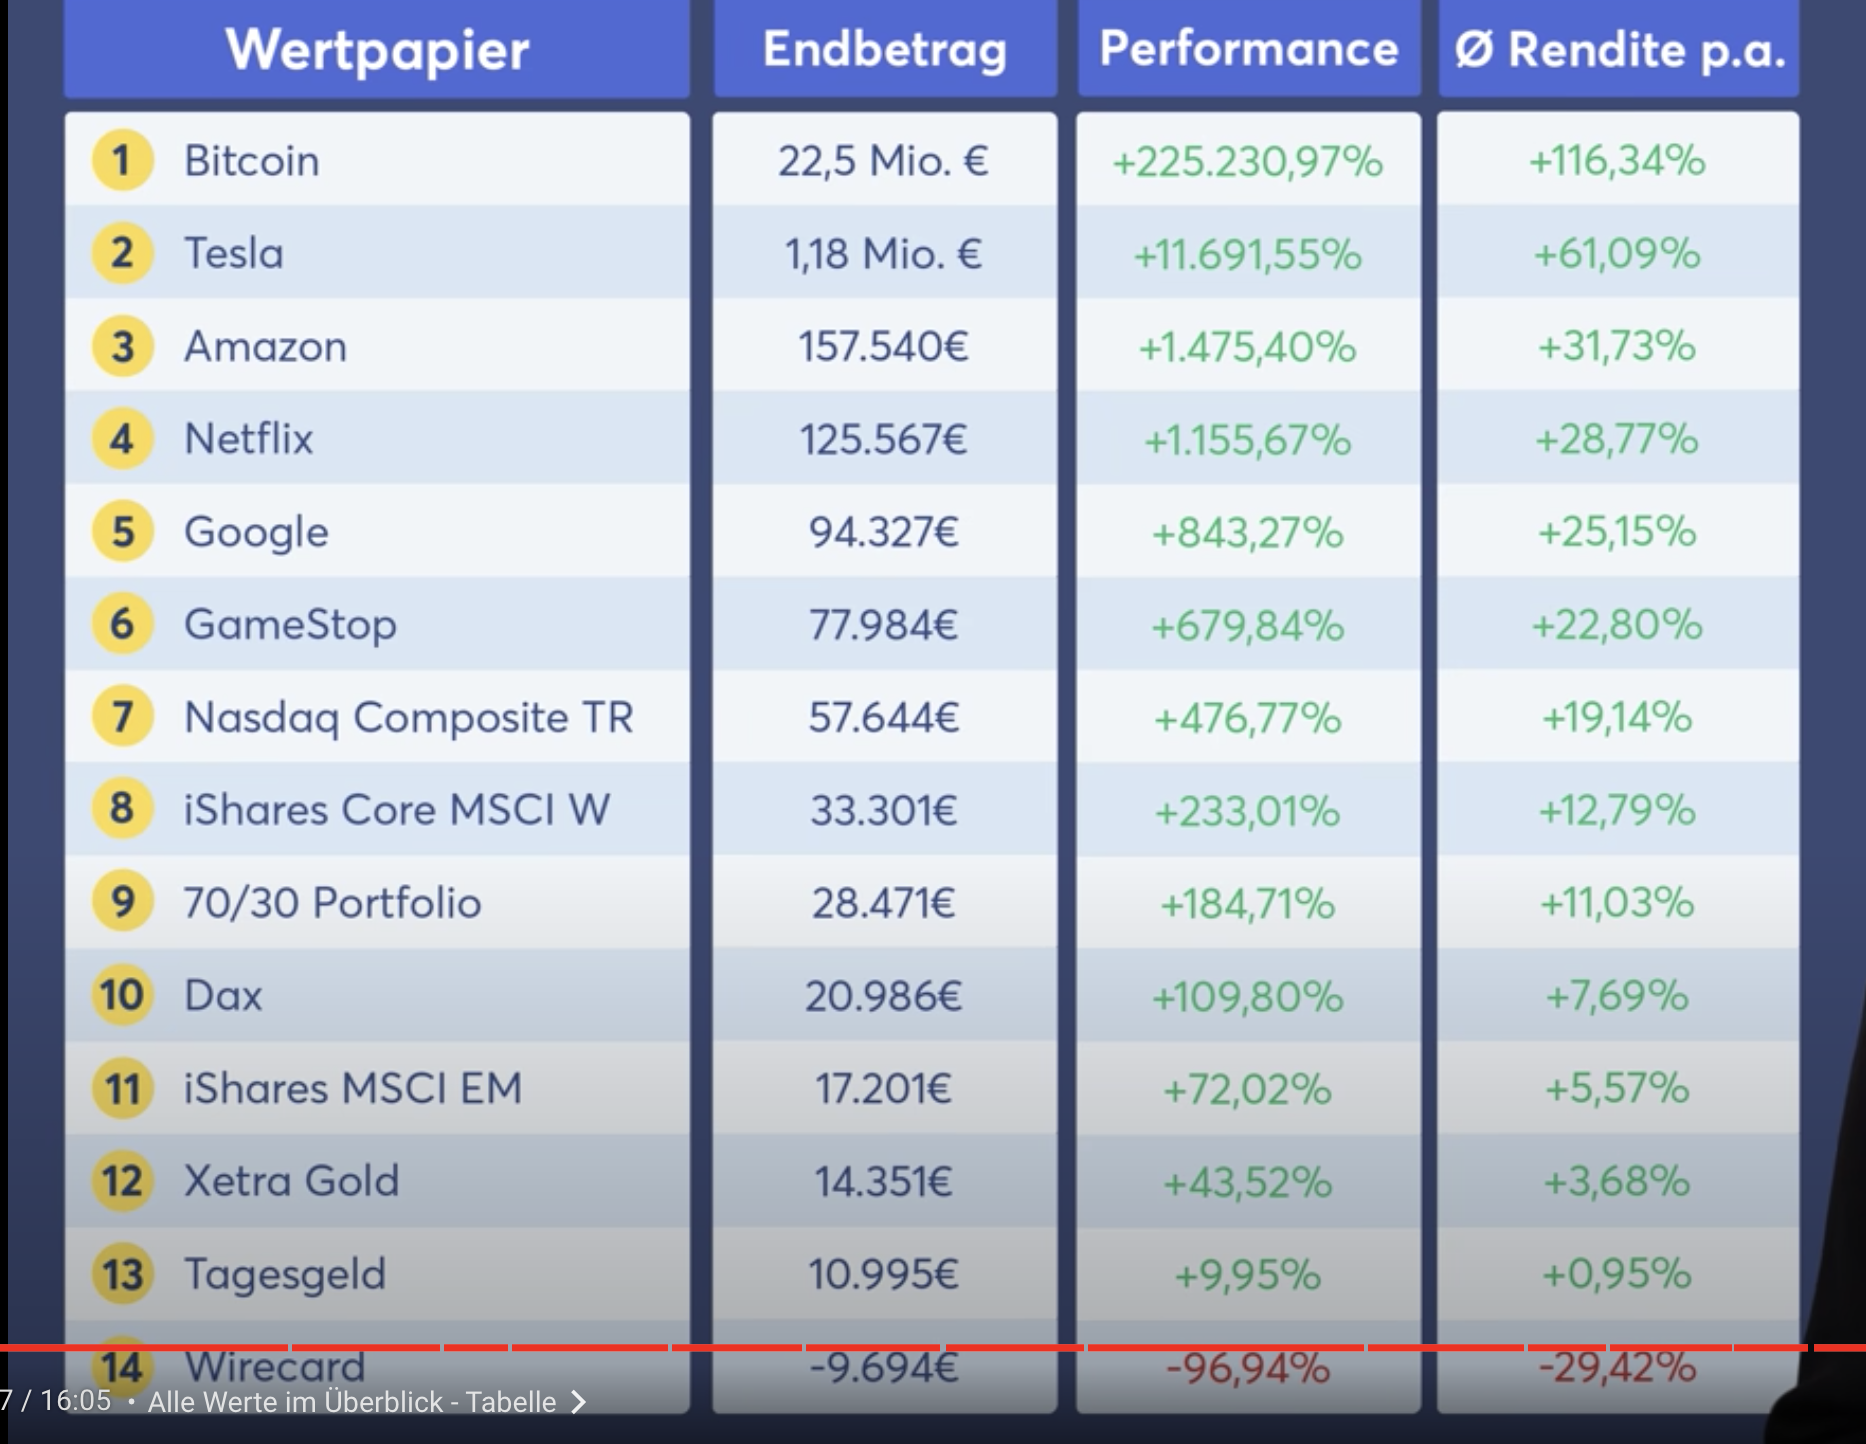 Wertpapier Endbetrag Performance Ø Rendite p.a.
1 Bitcoin 22,5 Mio. € +225.230,97% +116,34%
2 Tesla 1,18 Mio. € +11.691,55% +61,09%
3 Amazon 157.540€ +1.475,40% +31,73%
4 Netflix 125.567€ +1.155,67% +28,77%
5 Google 94.327€ +843,27% +25,15%
6 GameStop 77.984€ +679,84% +22,80%
7 Nasdaq Composite TR 57.644€ +476,77% +19,14%
8 iShares Core MSCI W 33.301€ +233,01% +12,79%
9 70/30 Portfolio 28.471€ +184,71% +11,03%
10 Dax 20.986€ +109,80% +7,69%
11 iShares MSCI EM 17.201€ +72,02% +5,57%
12 Xetra Gold 14.351€ +43,52% +3,68%
13 Tagesgeld 10.995€ +9,95% +0,95%
14 Wirecard -9.694€ -96,94% -29,42%
7 / 16:05 • Alle Werte im Überblick - Tabelle